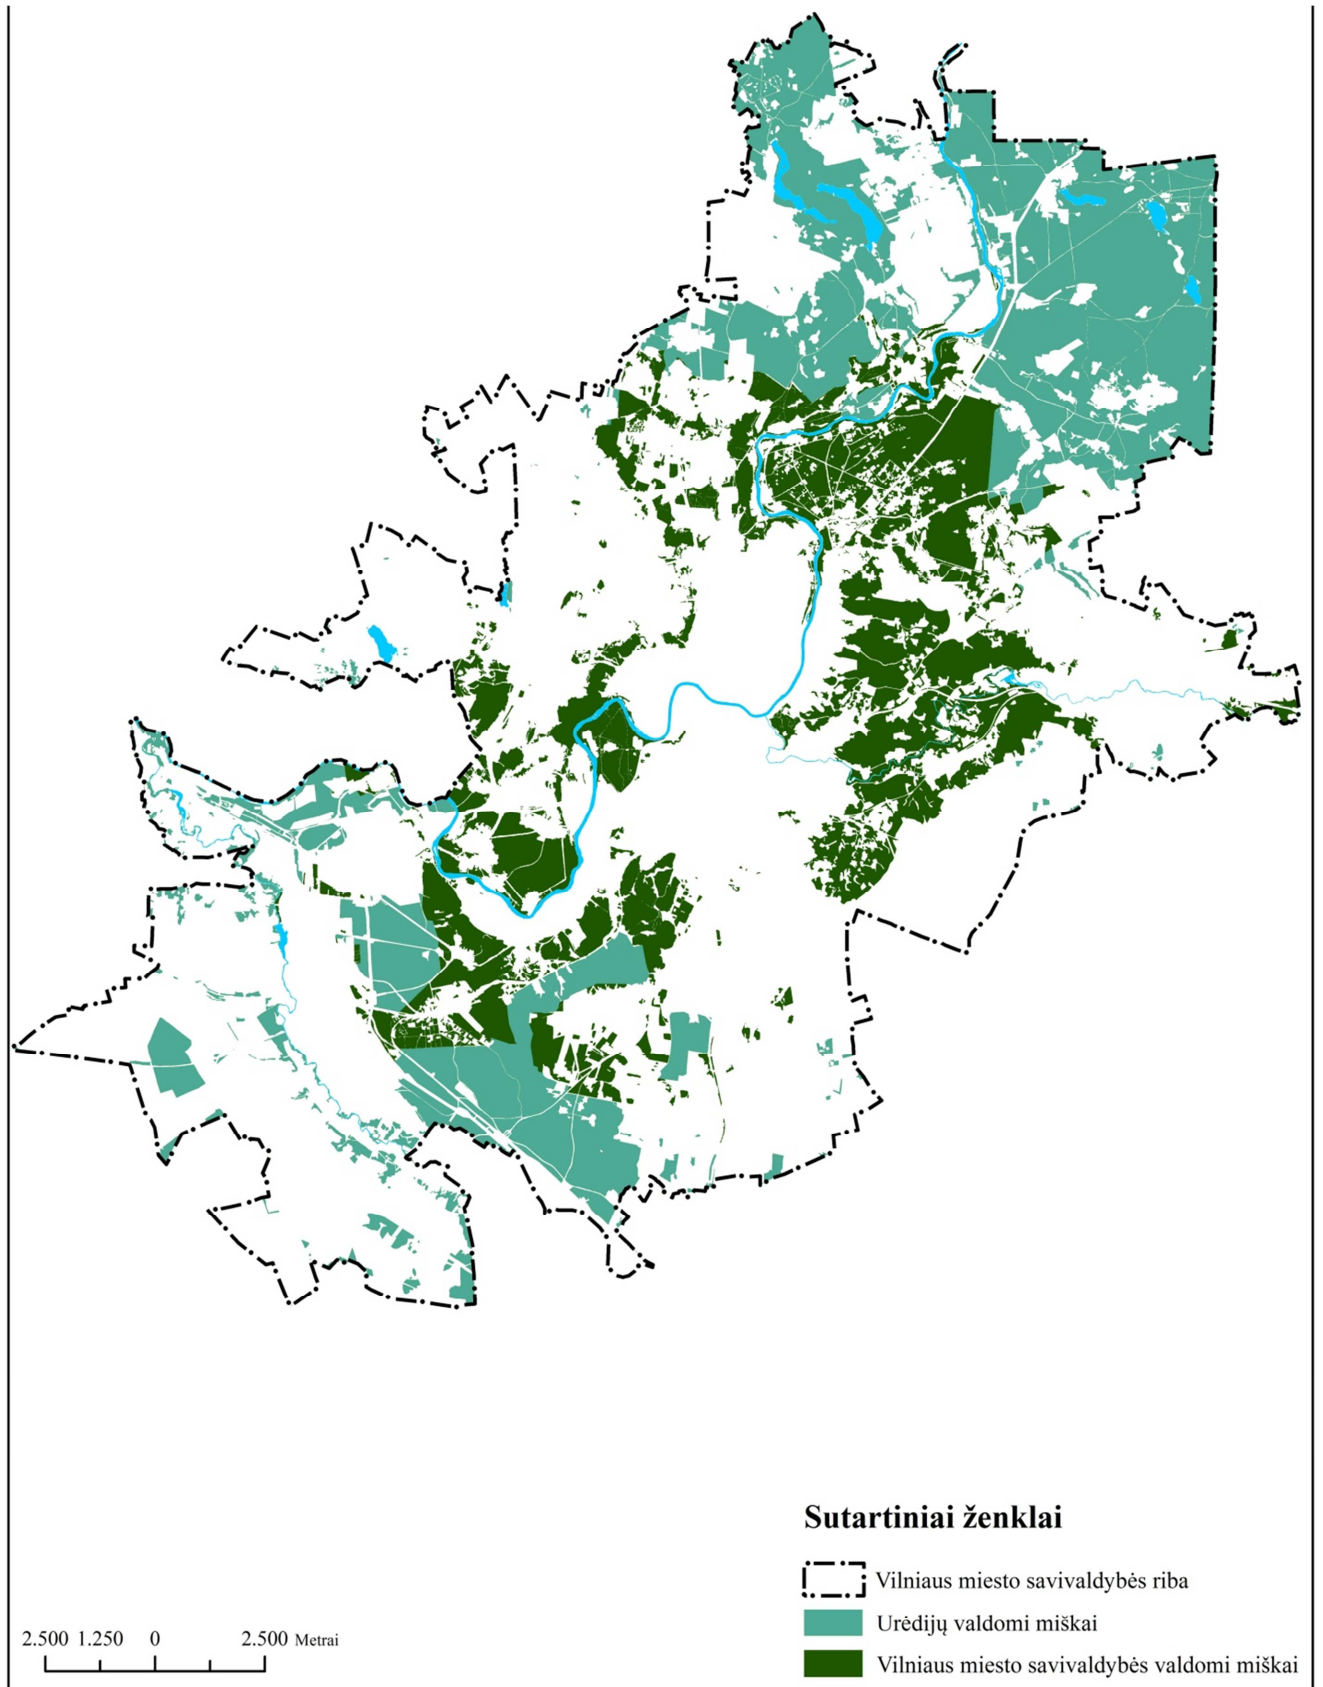 Sutartiniai ženklai
Vilniaus miesto savivaldybės riba
Urėdijų valdomi miškai
Vilniaus miesto savivaldybės valdomi miškai
2.500 1.250 0 2.500 Metrai